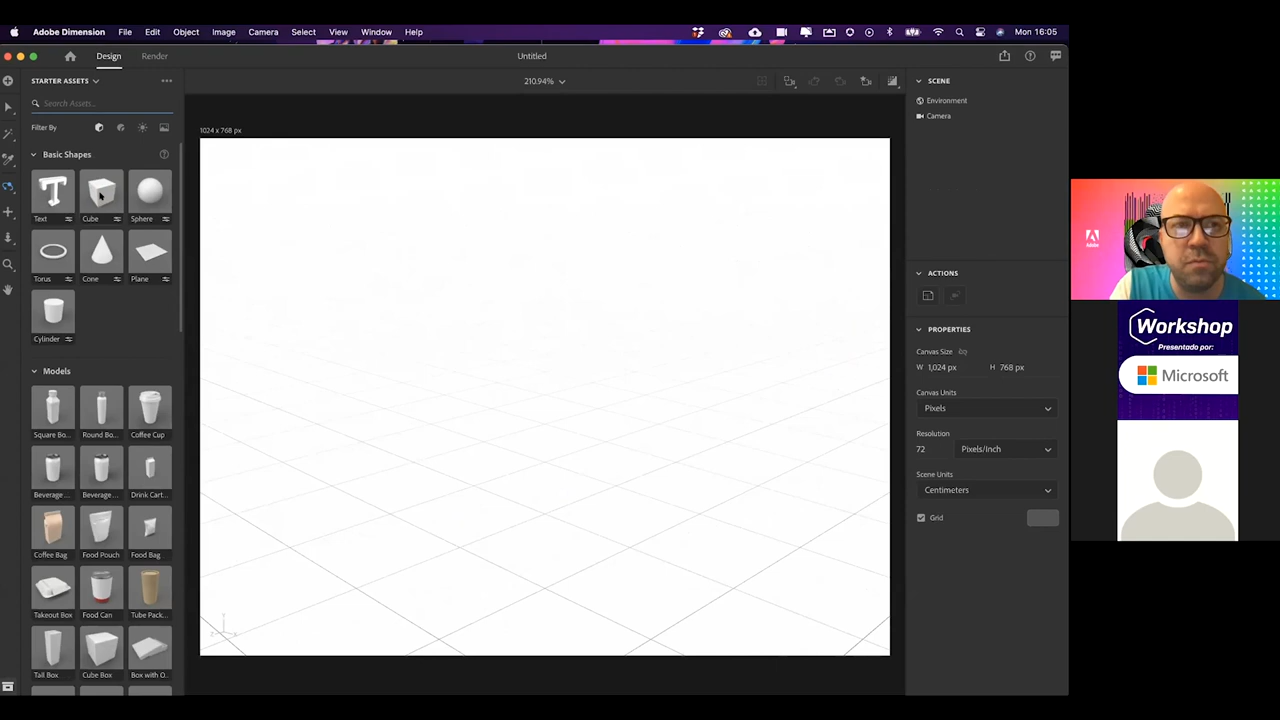 Adobe Dimension File Edit Image Object Camera Select View Window Help Mon 16:05
Design Render Untitled
STARTER ASSETS 210.94%
Search Assets...
Filter By
Basic Shapes
Text Cube Sphere
Torus Cone Plane
Cylinder
Models
Square Bo... Round Bo... Coffee Cup
Beverage... Beverage... Drink Cart...
Coffee Bag Food Pouch Food Bag
Takeout Box Food Can Tube Pack...
Tall Box Cube Box Box with O...
1024 x 768 px
SCENE
Environment
Camera
ACTIONS
PROPERTIES
Canvas Size
W 1,024 px H 768 px
Canvas Units
Pixels
Resolution
72 Pixels/Inch
Scene Units
Centimeters
Grid
Adobe
Workshop
Presentado por:
Microsoft